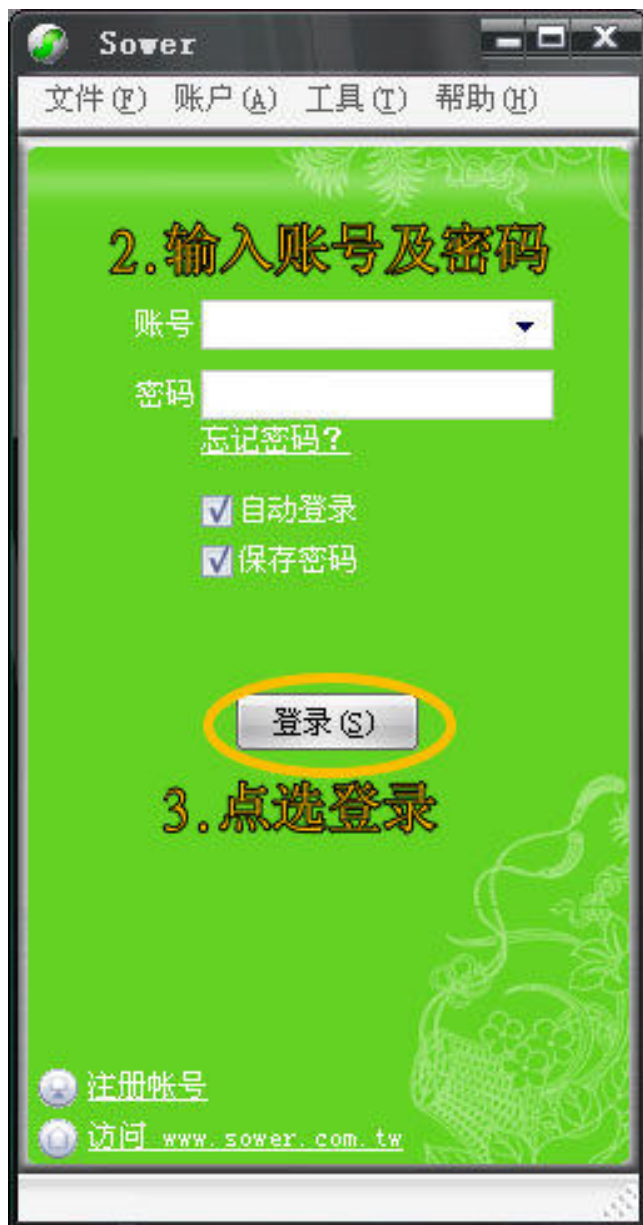 Sower
文件(F) 账户(A) 工具(T) 帮助(H)
2.输入账号及密码
账号
密码
忘记密码?
自动登录
保存密码
登录(S)
3.点选登录
注册帐号
访问 www.sower.com.tw